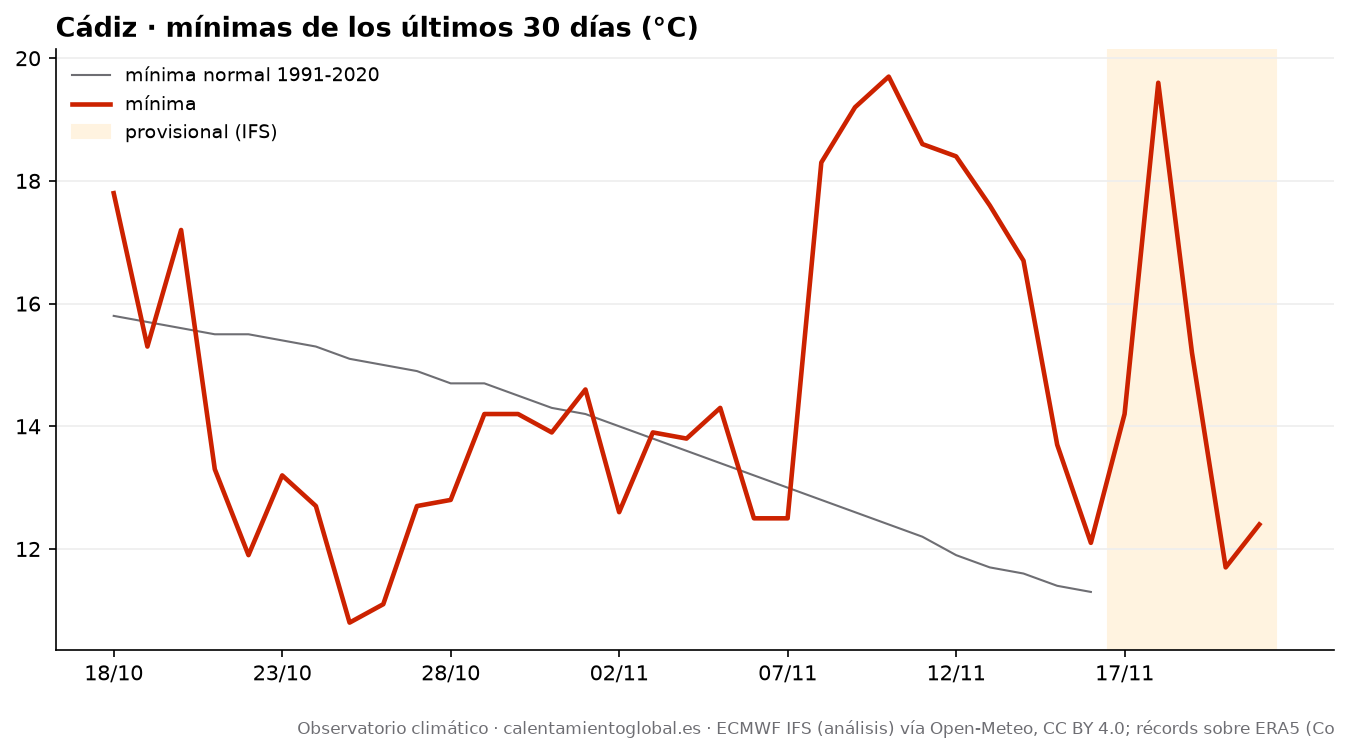 Cádiz · mínimas de los últimos 30 días (°C)
20
18
16
14
12
mínima normal 1991-2020
mínima
provisional (IFS)
18/10 23/10 28/10 02/11 07/11 12/11 17/11
Observatorio climático · calentamientoglobal.es · ECMWF IFS (análisis) vía Open-Meteo, CC BY 4.0; récords sobre ERA5 (Co